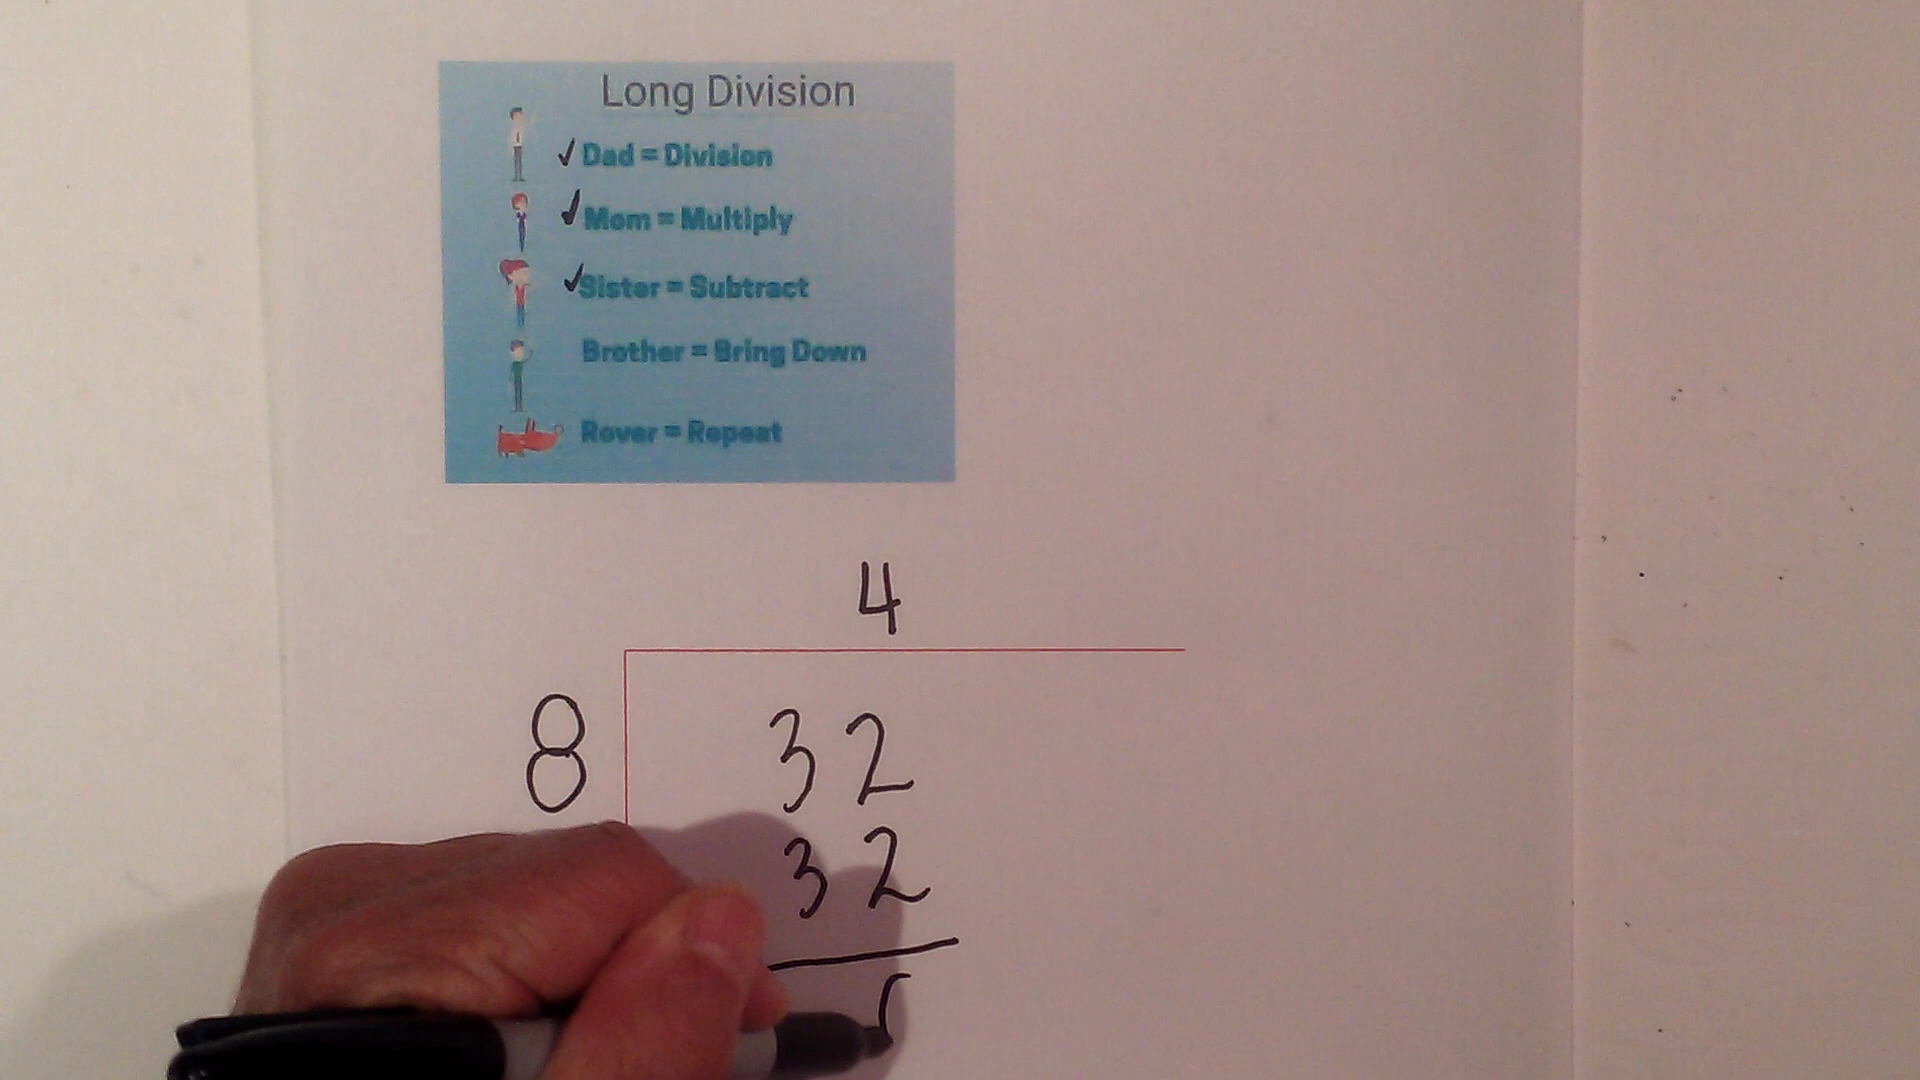 Long Division
✓ Dad = Division
✓ Mom = Multiply
✓ Sister = Subtract
Brother = Bring Down
Rover = Repeat
4
8 32
32